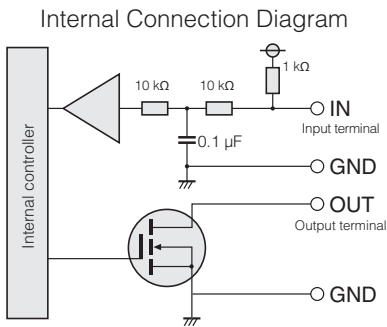 Internal Connection Diagram
1 kΩ
10 kΩ
10 kΩ
IN
Input terminal
0.1 µF
GND
OUT
Output terminal
Internal controller
GND